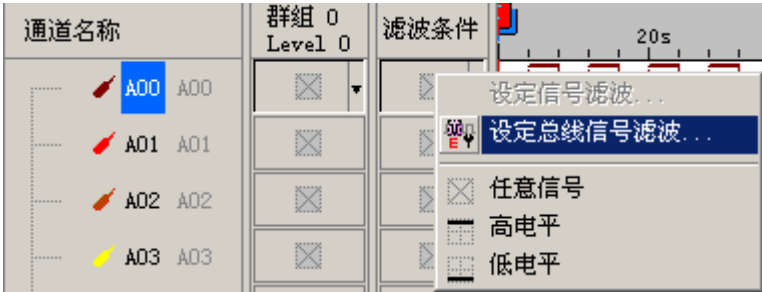 通道名称
群组 0
Level 0
滤波条件
20s
A00 A00
A01 A01
A02 A02
A03 A03
设定信号滤波...
设定总线信号滤波...
任意信号
高电平
低电平